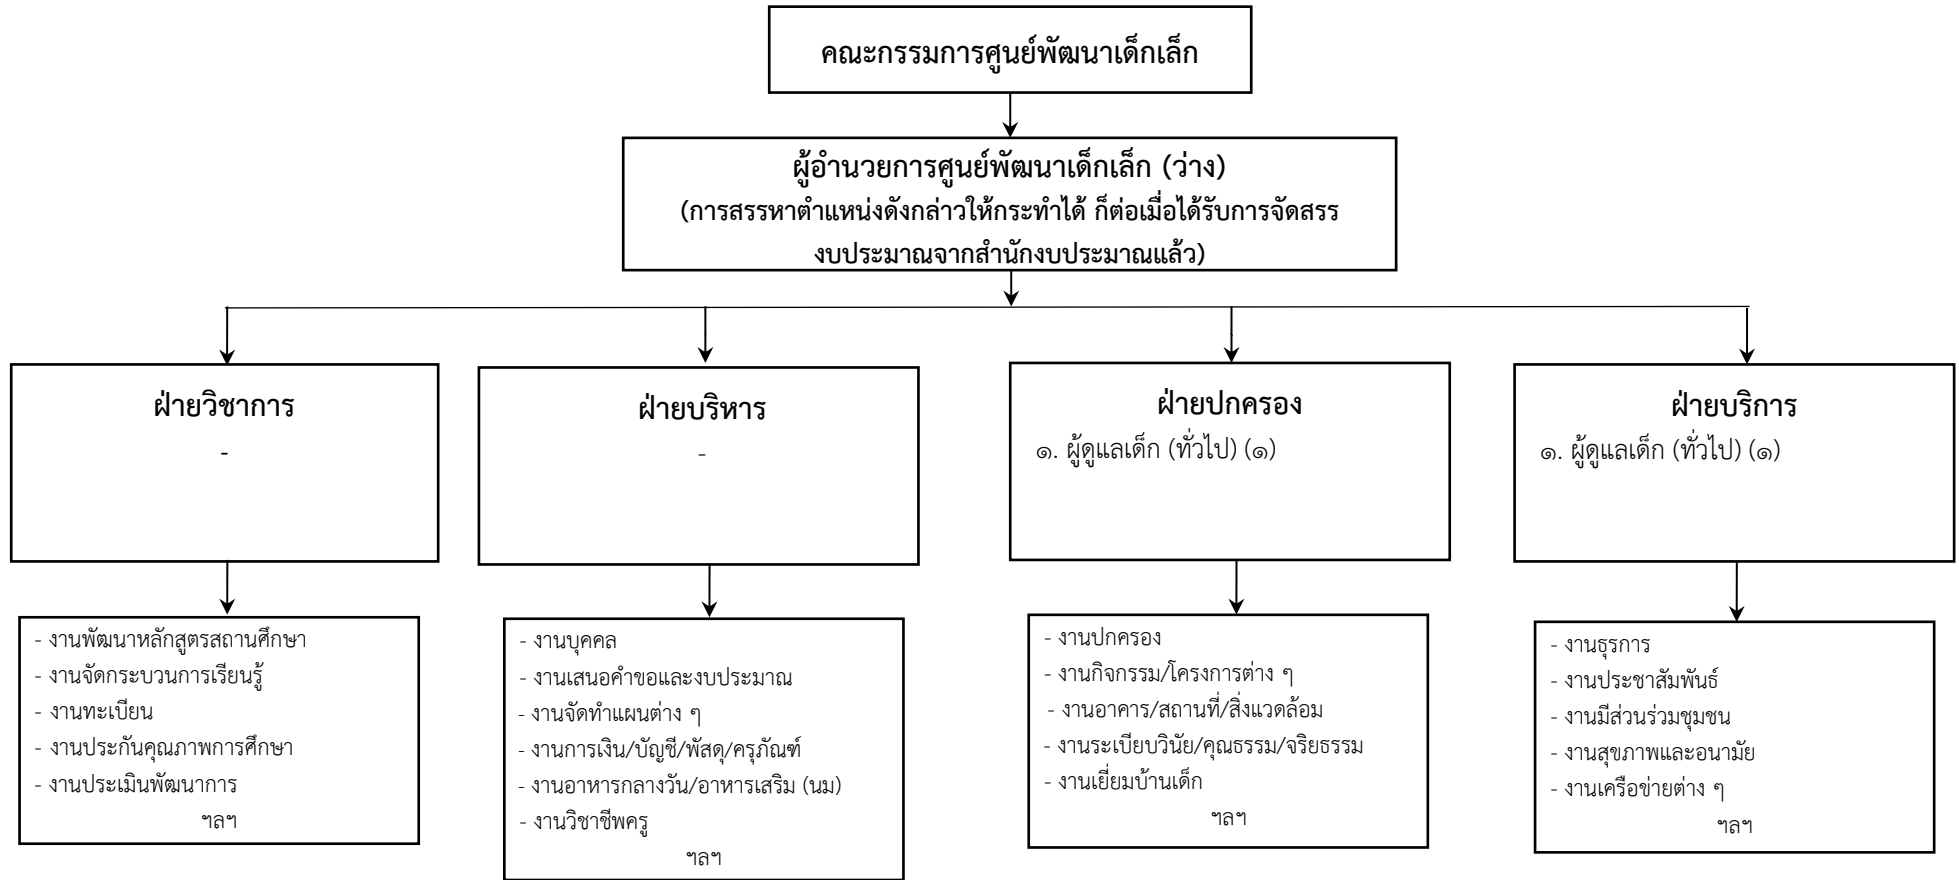 คณะกรรมการศูนย์พัฒนาเด็กเล็ก
ผู้อำนวยการศูนย์พัฒนาเด็กเล็ก (ว่าง)
(การสรรหาตำแหน่งดังกล่าวให้กระทำได้ ก็ต่อเมื่อได้รับการจัดสรร
งบประมาณจากสำนักงบประมาณแล้ว)
ฝ่ายวิชาการ
-
ฝ่ายบริหาร
-
ฝ่ายปกครอง
๑. ผู้ดูแลเด็ก (ทั่วไป) (๑)
ฝ่ายบริการ
๑. ผู้ดูแลเด็ก (ทั่วไป) (๑)
- งานพัฒนาหลักสูตรสถานศึกษา
- งานจัดกระบวนการเรียนรู้
- งานทะเบียน
- งานประกันคุณภาพการศึกษา
- งานประเมินพัฒนาการ
ฯลฯ
- งานบุคคล
- งานเสนอคำขอและงบประมาณ
- งานจัดทำแผนต่าง ๆ
- งานการเงิน/บัญชี/พัสดุ/ครุภัณฑ์
- งานอาหารกลางวัน/อาหารเสริม (นม)
- งานวิชาชีพครู
ฯลฯ
- งานปกครอง
- งานกิจกรรม/โครงการต่าง ๆ
- งานอาคาร/สถานที่/สิ่งแวดล้อม
- งานระเบียบวินัย/คุณธรรม/จริยธรรม
- งานเยี่ยมบ้านเด็ก
ฯลฯ
- งานธุรการ
- งานประชาสัมพันธ์
- งานมีส่วนร่วมชุมชน
- งานสุขภาพและอนามัย
- งานเครือข่ายต่าง ๆ
ฯลฯ